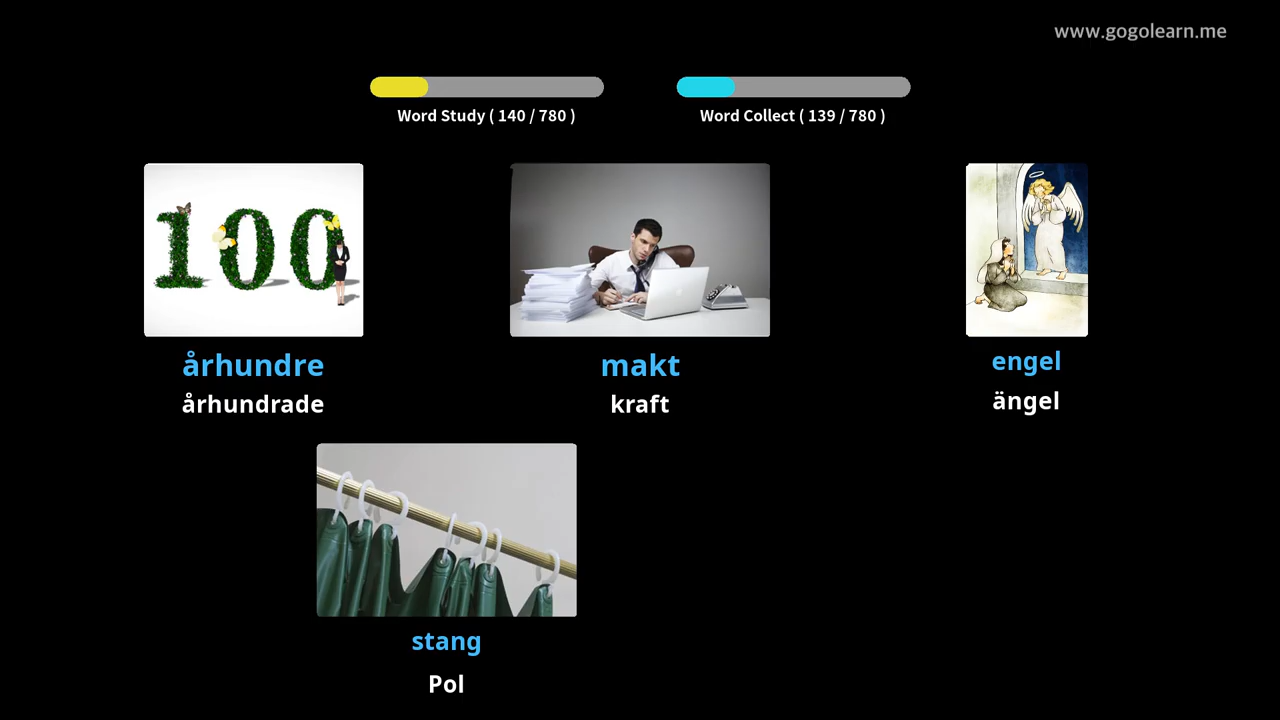 www.gogolearn.me
Word Study ( 140 / 780 )
Word Collect ( 139 / 780 )
100
århundre
århundrade
makt
kraft
engel
ängel
stang
Pol